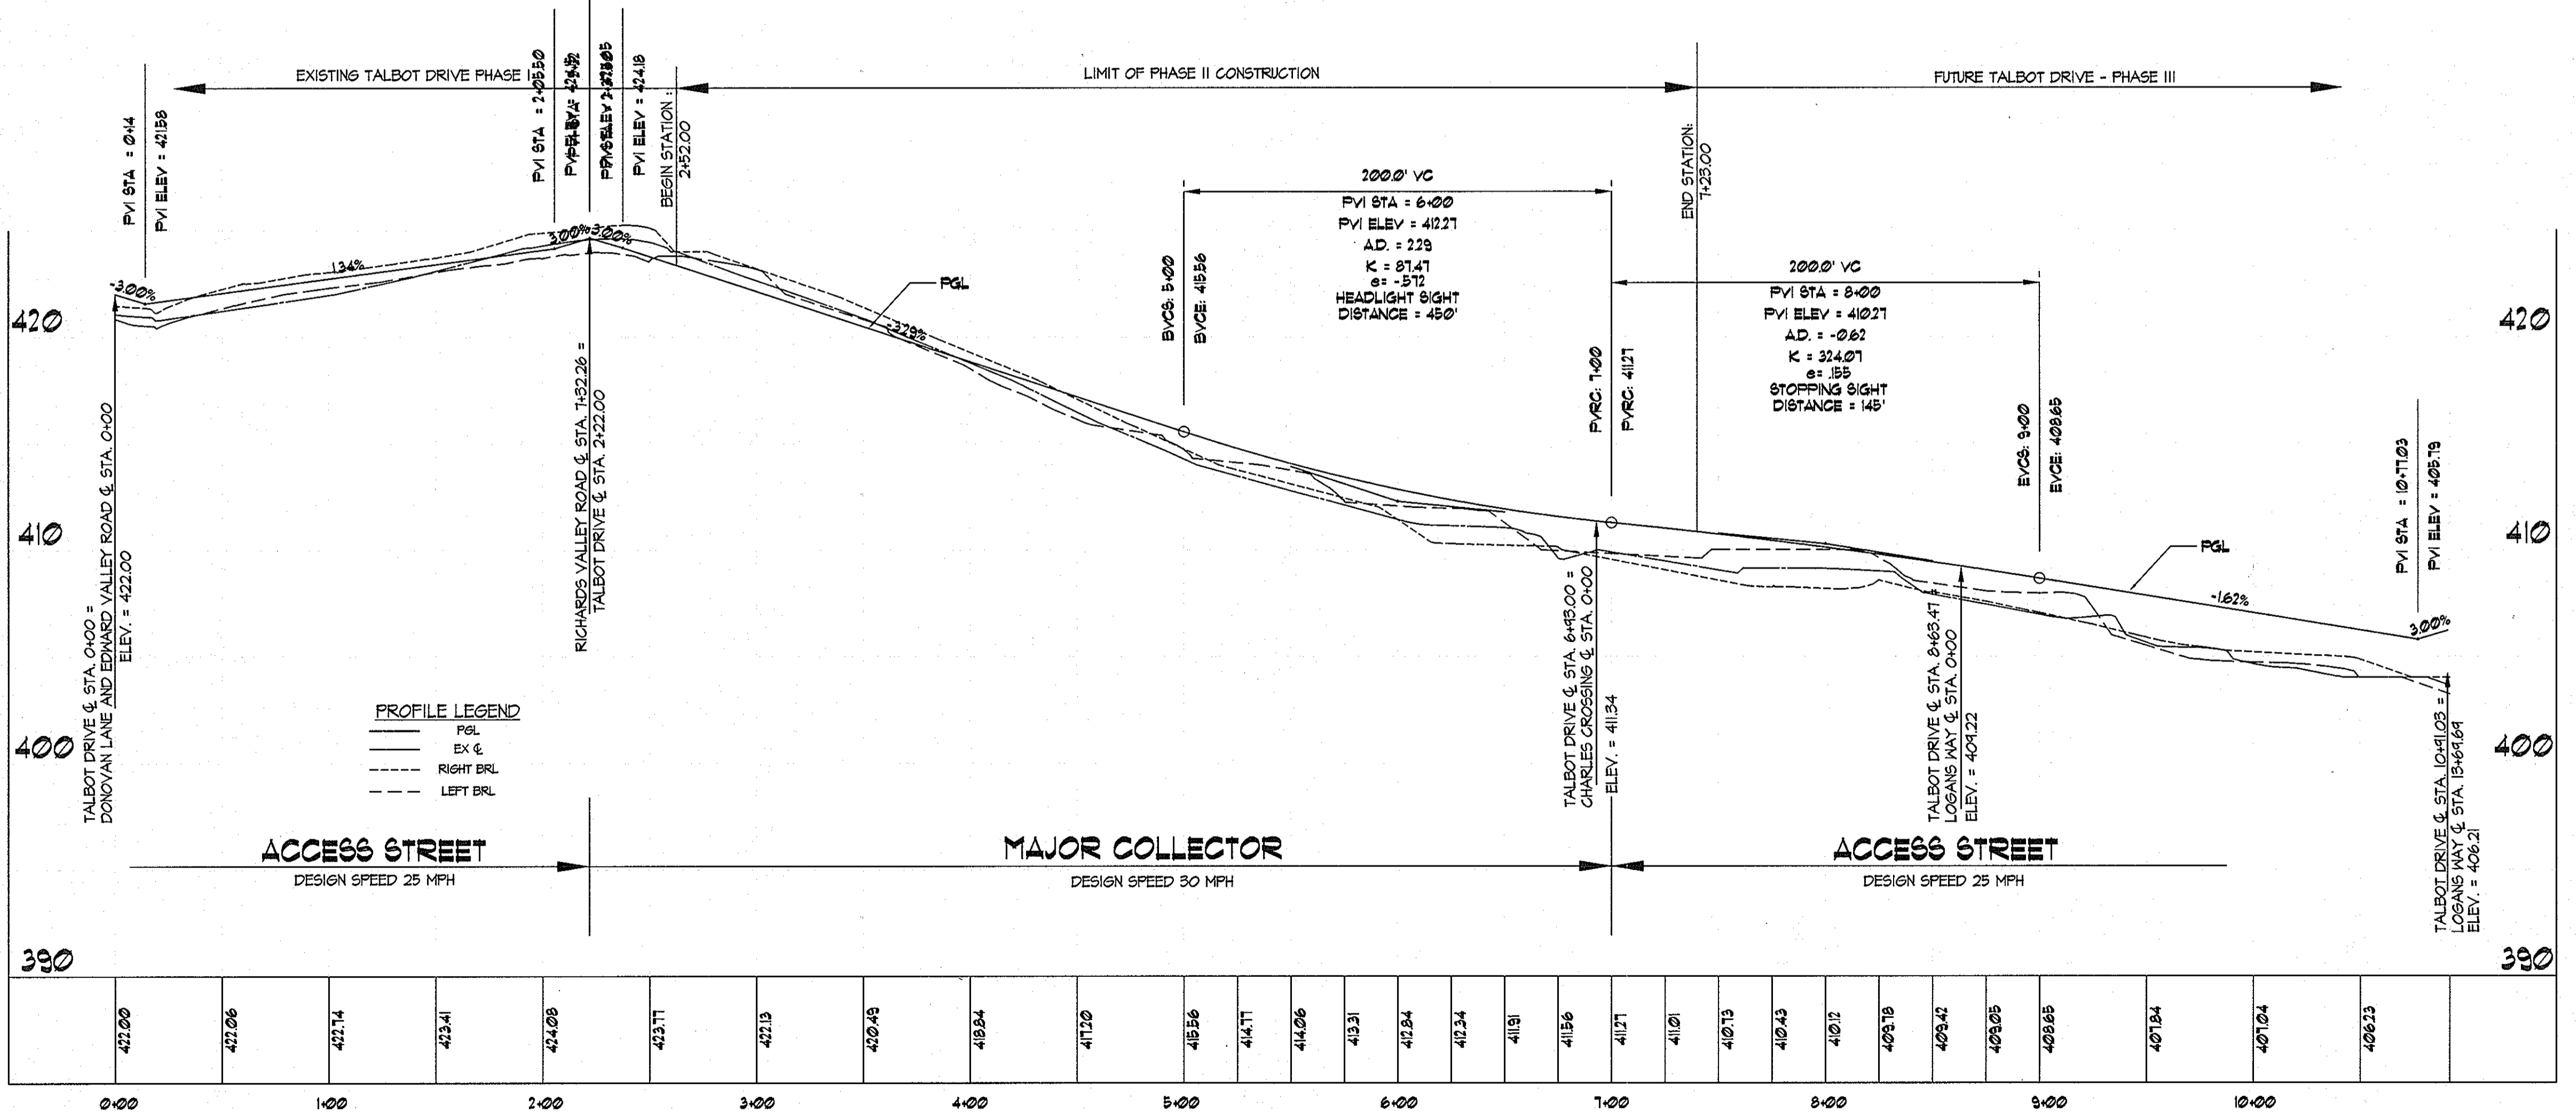 EXISTING TALBOT DRIVE PHASE I
LIMIT OF PHASE II CONSTRUCTION
FUTURE TALBOT DRIVE - PHASE III
PVI STA = 0+14
PVI ELEV = 421.58
PVI STA = 2+05.50
PVI ELEV = 424.18
BEGIN STATION :
2+52.00
END STATION:
7+23.00
200.0' VC
PVI STA = 6+00
PVI ELEV = 412.27
A.D. = 2.29
K = 87.47
e= -.572
HEADLIGHT SIGHT
DISTANCE = 450'
BVCS: 5+00
BVCE: 415.56
200.0' VC
PVI STA = 8+00
PVI ELEV = 410.27
A.D. = -0.62
K = 324.07
e= .155
STOPPING SIGHT
DISTANCE = 145'
PVRC: 7+00
PVRC: 411.27
EVCS: 9+00
EVCE: 408.65
PVI STA = 10+77.03
PVI ELEV = 405.79
-3.00%
1.34%
3.00%
-3.00%
PGL
-3.29%
PGL
-1.62%
3.00%
420
420
410
410
400
400
390
390
TALBOT DRIVE ℄ STA. 0+00 =
DONOVAN LANE AND EDWARD VALLEY ROAD ℄ STA. 0+00
ELEV. = 422.00
RICHARDS VALLEY ROAD ℄ STA. 7+32.26 =
TALBOT DRIVE ℄ STA. 2+22.00
TALBOT DRIVE ℄ STA. 6+93.00 =
CHARLES CROSSING ℄ STA. 0+00
ELEV. = 411.34
TALBOT DRIVE ℄ STA. 8+63.47 =
LOGANS WAY ℄ STA. 0+00
ELEV. = 409.22
TALBOT DRIVE ℄ STA. 10+91.03 =
LOGANS WAY ℄ STA. 13+69.69
ELEV. = 406.21
PROFILE LEGEND
PGL
EX ℄
RIGHT BRL
LEFT BRL
ACCESS STREET
DESIGN SPEED 25 MPH
MAJOR COLLECTOR
DESIGN SPEED 30 MPH
ACCESS STREET
DESIGN SPEED 25 MPH
422.00
422.06
422.74
423.41
424.08
423.77
422.13
420.49
418.84
417.20
415.56
414.77
414.06
413.31
412.84
412.34
411.91
411.56
411.27
411.01
410.73
410.43
410.12
409.78
409.42
409.05
408.65
407.84
407.04
406.23
0+00
1+00
2+00
3+00
4+00
5+00
6+00
7+00
8+00
9+00
10+00